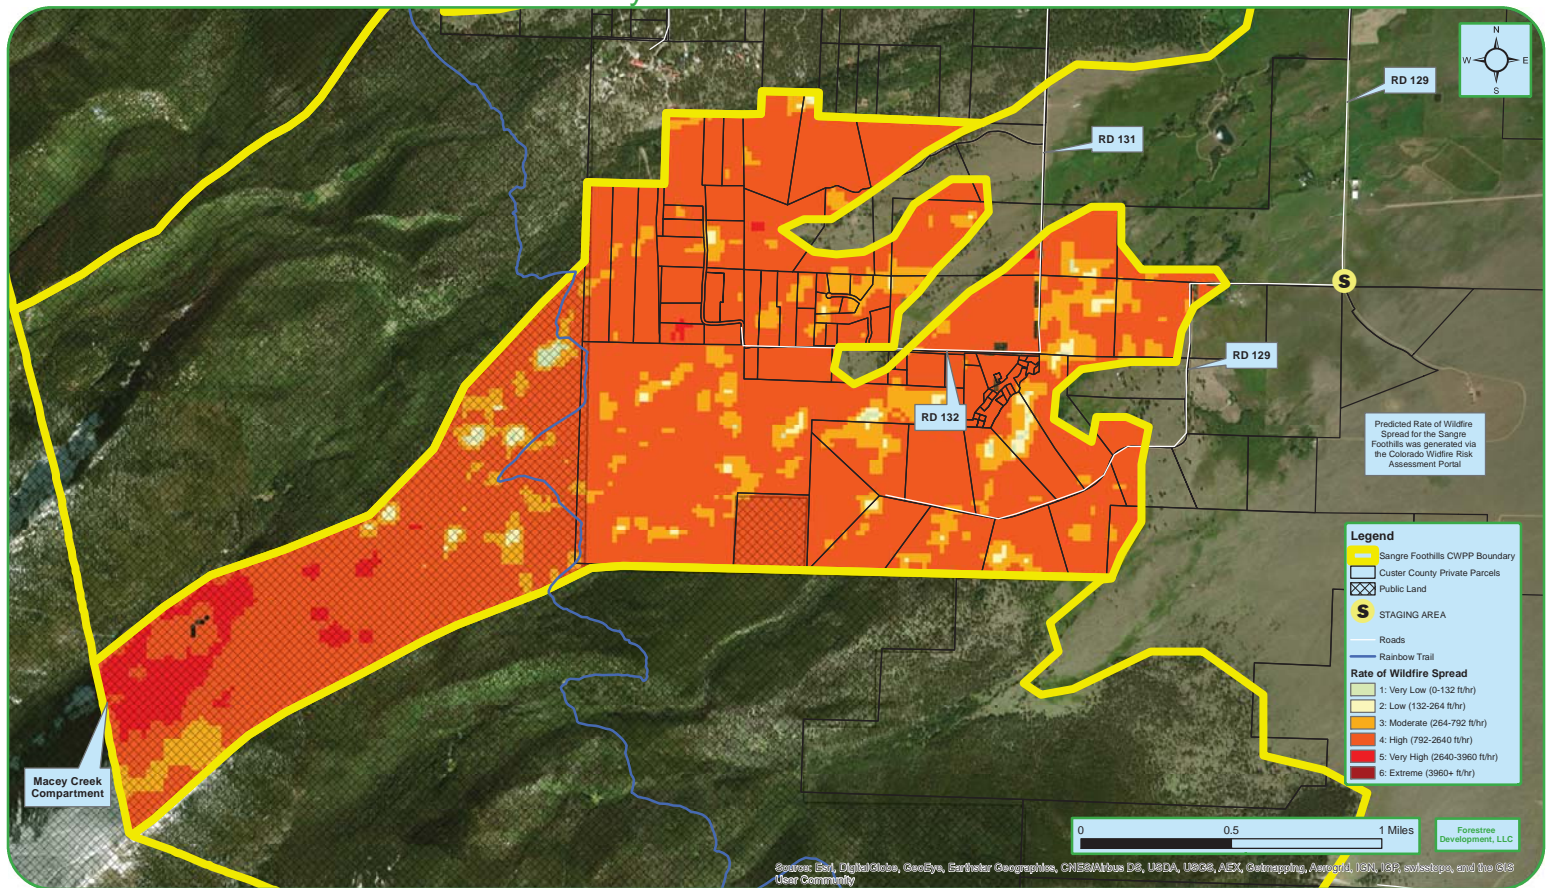 N
W
E
S
RD 129
RD 131
S
RD 129
RD 132
Predicted Rate of Wildfire
Spread for the Sangre
Foothills was generated via
the Colorado Widfire Risk
Assessment Portal
Legend
Sangre Foothills CWPP Boundary
Custer County Private Parcels
Public Land
S STAGING AREA
Roads
Rainbow Trail
Rate of Wildfire Spread
1: Very Low (0-132 ft/hr)
2: Low (132-264 ft/hr)
3: Moderate (264-792 ft/hr)
4: High (792-2640 ft/hr)
5: Very High (2640-3960 ft/hr)
6: Extreme (3960+ ft/hr)
Macey Creek
Compartment
0 0.5 1 Miles
Forestree
Development, LLC
Source: Esri, DigitalGlobe, GeoEye, Earthstar Geographics, CNES/Airbus DS, USDA, USGS, AEX, Getmapping, Aerogrid, IGN, IGP, swisstopo, and the GIS
User Community